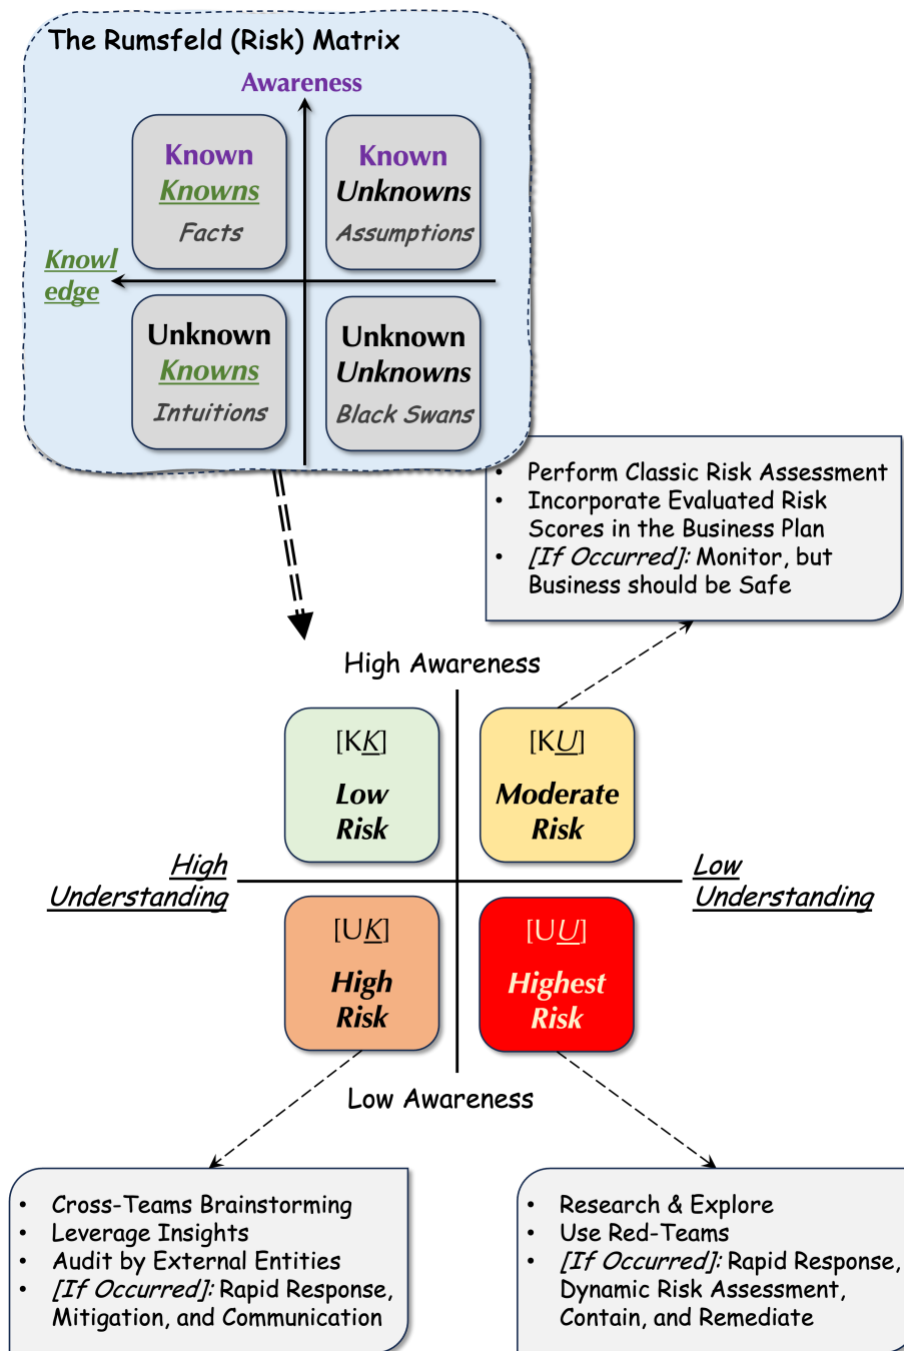 The Rumsfeld (Risk) Matrix
Awareness
Known
Knowns
Facts
Known
Unknowns
Assumptions
Knowl
edge
Unknown
Knowns
Intuitions
Unknown
Unknowns
Black Swans
• Perform Classic Risk Assessment
• Incorporate Evaluated Risk
Scores in the Business Plan
• [If Occurred]: Monitor, but
Business should be Safe
High Awareness
[KK]
Low
Risk
[KU]
Moderate
Risk
High
Understanding
Low
Understanding
[UK]
High
Risk
[UU]
Highest
Risk
Low Awareness
• Cross-Teams Brainstorming
• Leverage Insights
• Audit by External Entities
• [If Occurred]: Rapid Response,
Mitigation, and Communication
• Research & Explore
• Use Red-Teams
• [If Occurred]: Rapid Response,
Dynamic Risk Assessment,
Contain, and Remediate